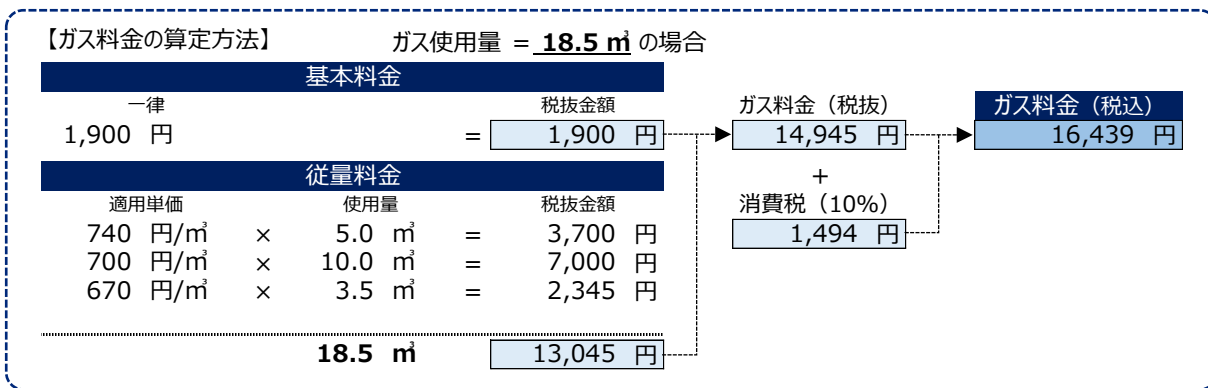 【ガス料金の算定方法】 ガス使用量 = 18.5 ㎥ の場合
基本料金
一律 税抜金額 ガス料金（税抜） ガス料金（税込）
1,900 円 = 1,900 円 14,945 円 16,439 円
従量料金 +
適用単価 使用量 税抜金額 消費税（10%）
740 円/㎥ × 5.0 ㎥ = 3,700 円 1,494 円
700 円/㎥ × 10.0 ㎥ = 7,000 円
670 円/㎥ × 3.5 ㎥ = 2,345 円
18.5 ㎥ 13,045 円